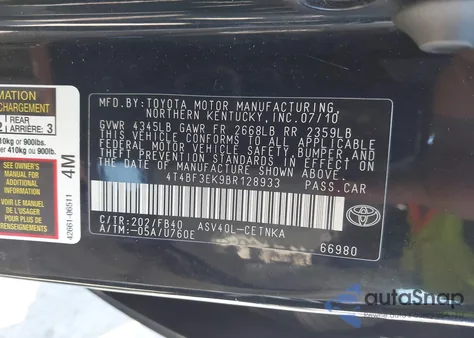 MATION
CHARGEMENT
REAR
2 ARRIÈRE: 3
SEE OWNER'S
MANUAL FOR
ADDITIONAL
INFORMATION
VOIR LE MANUEL
DE L'USAGER
POUR PLUS DE
RENSEIGNEMENTS
4M
42661-06511
MFD.BY:TOYOTA MOTOR MANUFACTURING,
NORTHERN KENTUCKY,INC.07/10
GVWR 4345LB GAWR FR 2668LB RR 2359LB
THIS VEHICLE CONFORMS TO ALL APPLICABLE
FEDERAL MOTOR VEHICLE SAFETY, BUMPER,
AND THEFT PREVENTION STANDARDS IN EFFECT
ON THE DATE OF MANUFACTURE SHOWN ABOVE.
4T4BF3EK9BR128933 PASS.CAR
C/TR:202/FB40 ASV40L-CETNKA
A/TM:-05A/U760E
66980
TOYOTA
autoSnap